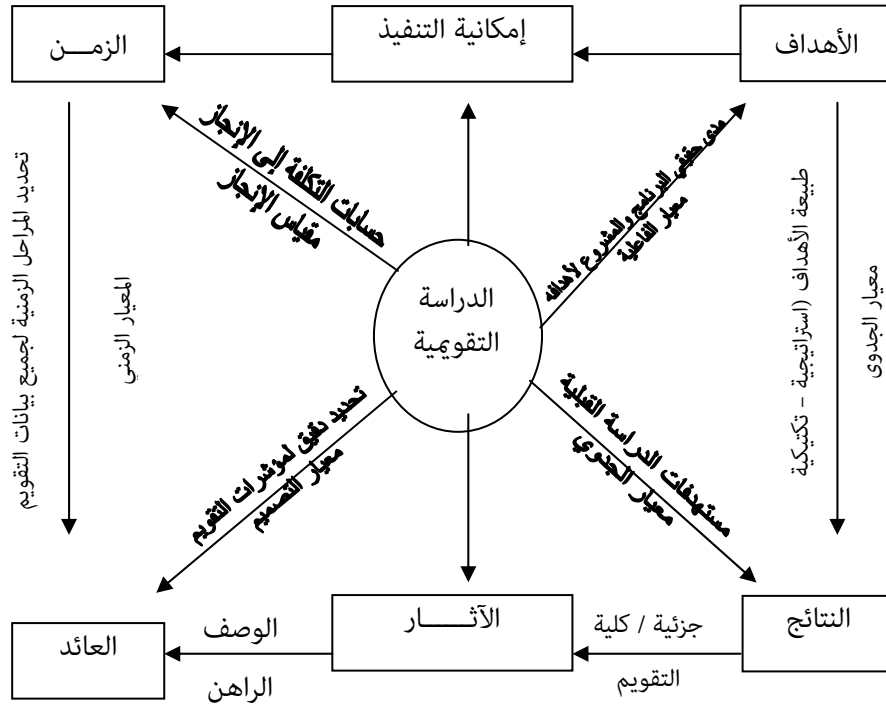 الأهداف
إمكانية التنفيذ
الزمـــن
مدى تحقيق البرنامج والمشروع لأهدافه
معيار الفاعلية
حسابات التكلفة إلى الإنجاز
مقياس الإنجاز
طبيعة الأهداف (استراتيجية – تكتيكية
معيار الجدوى
الدراسة
التقويمية
المعيار الزمني
تحديد المراحل الزمنية لجميع بيانات التقويم
مستهدفات الدراسة القبلية
معيار الجدوي
تحديد دقيق لمؤشرات التقويم
معيار التصميم
النتائج
جزئية / كلية
التقويم
الآثـــــار
الوصف
الراهن
العائد